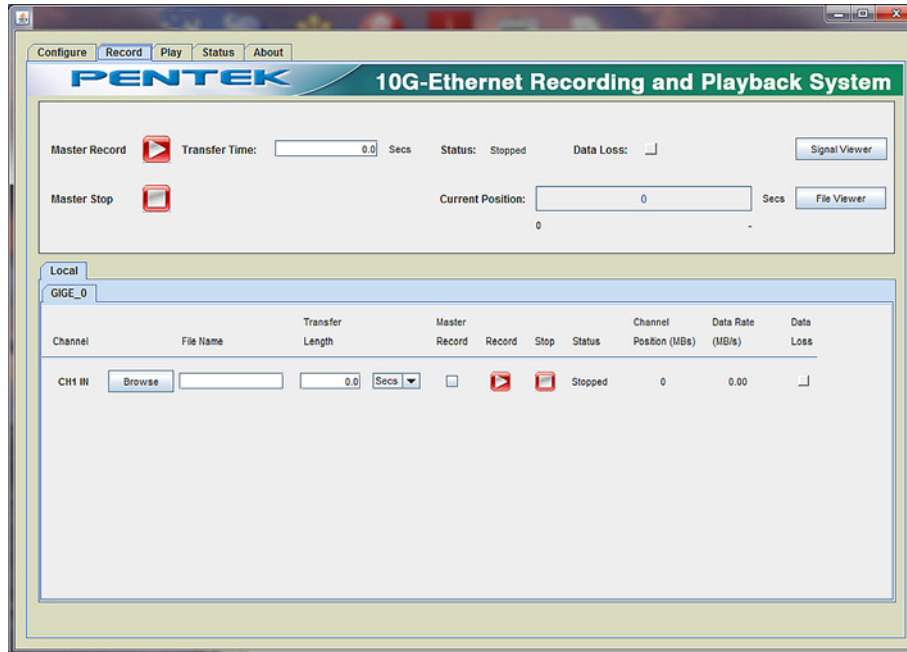 Configure Record Play Status About
PENTEK 10G-Ethernet Recording and Playback System
Master Record Transfer Time: 0.0 Secs Status: Stopped Data Loss: Signal Viewer
Master Stop Current Position: 0 Secs File Viewer
0 -
Local
GIGE_0
Transfer Master Channel Data Rate Data
Channel File Name Length Record Record Stop Status Position (MBs) (MB/s) Loss
CH1 IN Browse 0.0 Secs Stopped 0 0.00